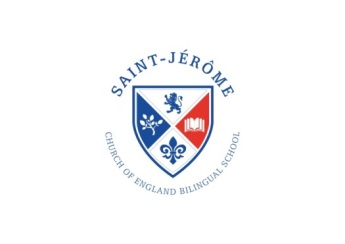 SAINT-JÉRÔME
CHURCH OF ENGLAND BILINGUAL SCHOOL